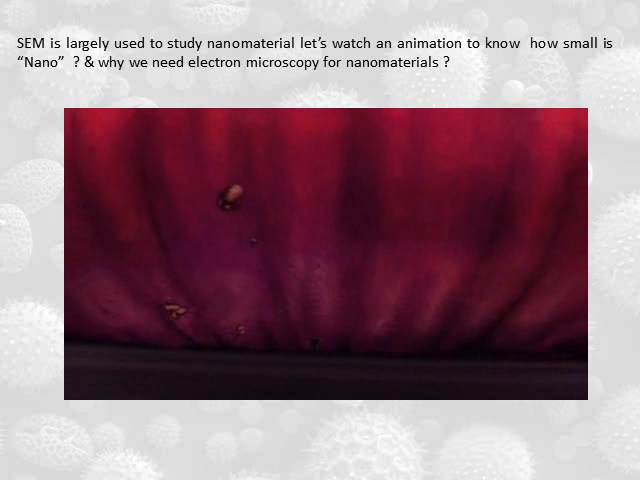 SEM is largely used to study nanomaterial let’s watch an animation to know how small is
“Nano” ? & why we need electron microscopy for nanomaterials ?